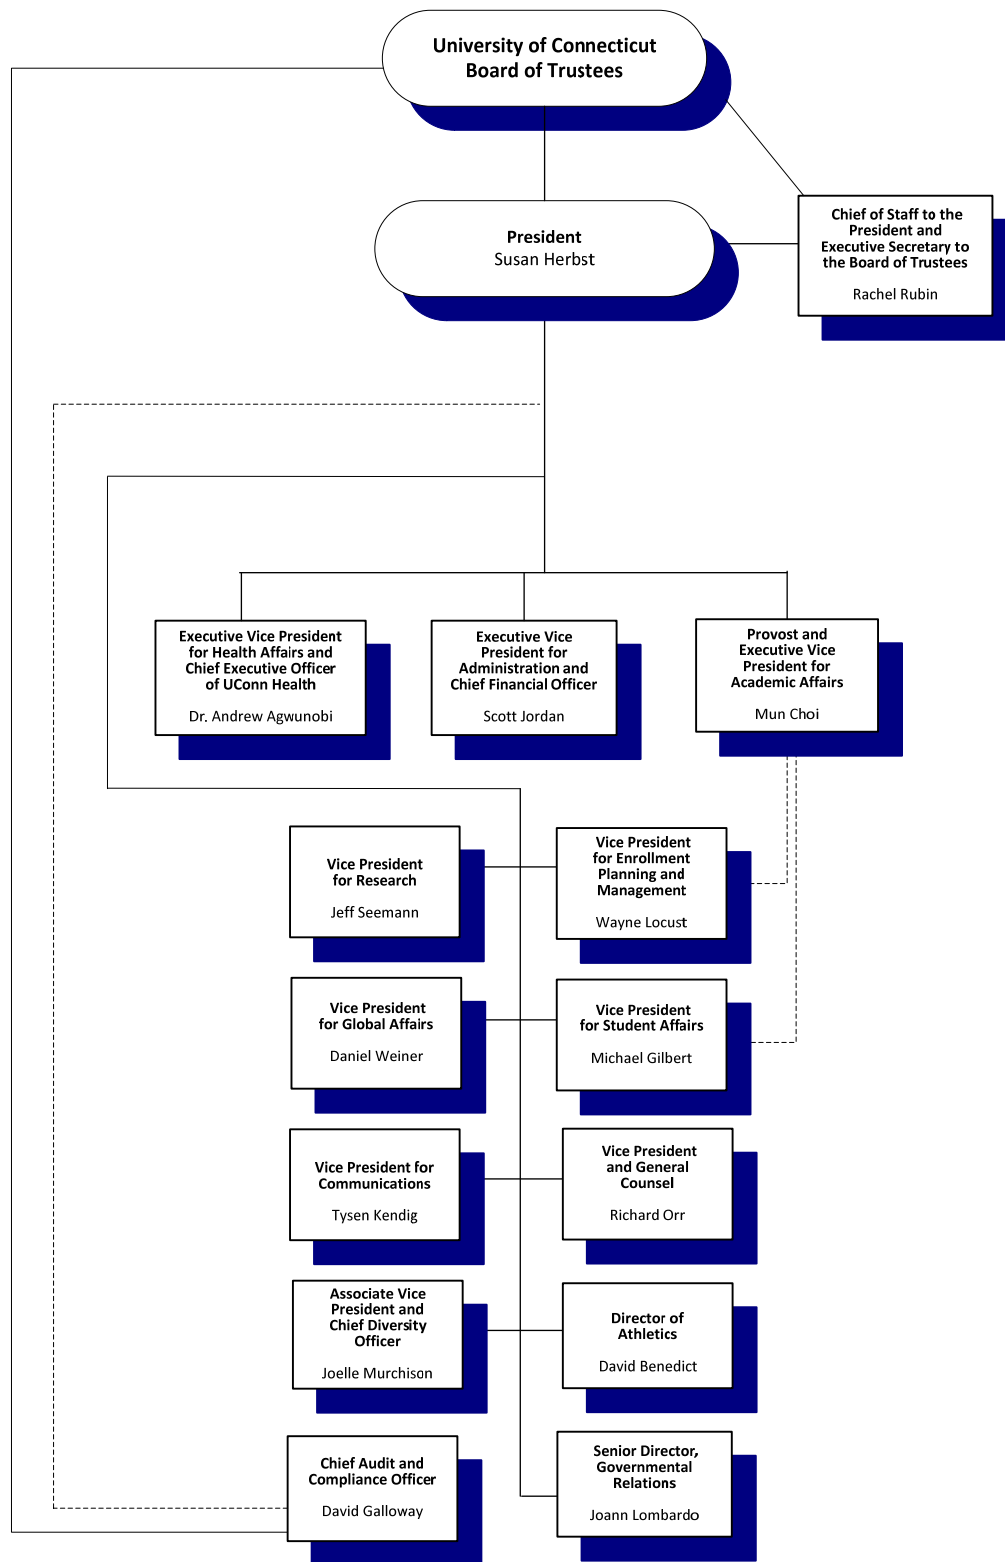 University of Connecticut
Board of Trustees
President
Susan Herbst
Chief of Staff to the
President and
Executive Secretary to
the Board of Trustees
Rachel Rubin
Executive Vice President
for Health Affairs and
Chief Executive Officer
of UConn Health
Dr. Andrew Agwunobi
Executive Vice
President for
Administration and
Chief Financial Officer
Scott Jordan
Provost and
Executive Vice
President for
Academic Affairs
Mun Choi
Vice President
for Research
Jeff Seemann
Vice President
for Enrollment
Planning and
Management
Wayne Locust
Vice President
for Global Affairs
Daniel Weiner
Vice President
for Student Affairs
Michael Gilbert
Vice President for
Communications
Tysen Kendig
Vice President
and General
Counsel
Richard Orr
Associate Vice
President and
Chief Diversity
Officer
Joelle Murchison
Director of
Athletics
David Benedict
Chief Audit and
Compliance Officer
David Galloway
Senior Director,
Governmental
Relations
Joann Lombardo